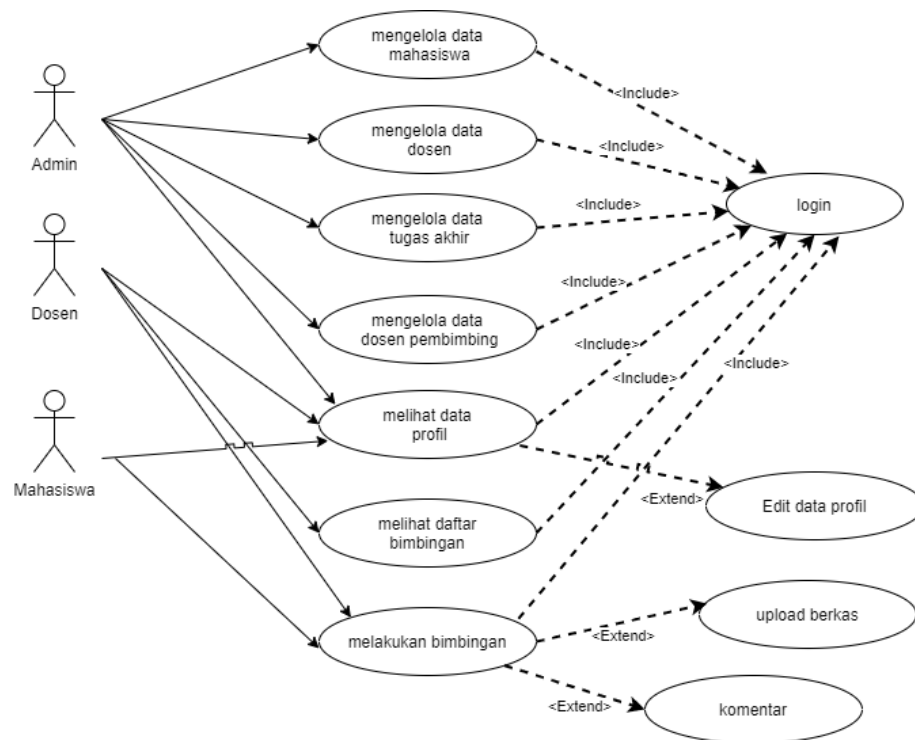 mengelola data
mahasiswa
<Include>
Admin
mengelola data
dosen
<Include>
mengelola data
tugas akhir
<Include>
login
Dosen
mengelola data
dosen pembimbing
<Include>
<Include>
<Include>
<Include>
melihat data
profil
Mahasiswa
<Extend>
Edit data profil
melihat daftar
bimbingan
melakukan bimbingan
<Extend>
upload berkas
<Extend>
komentar